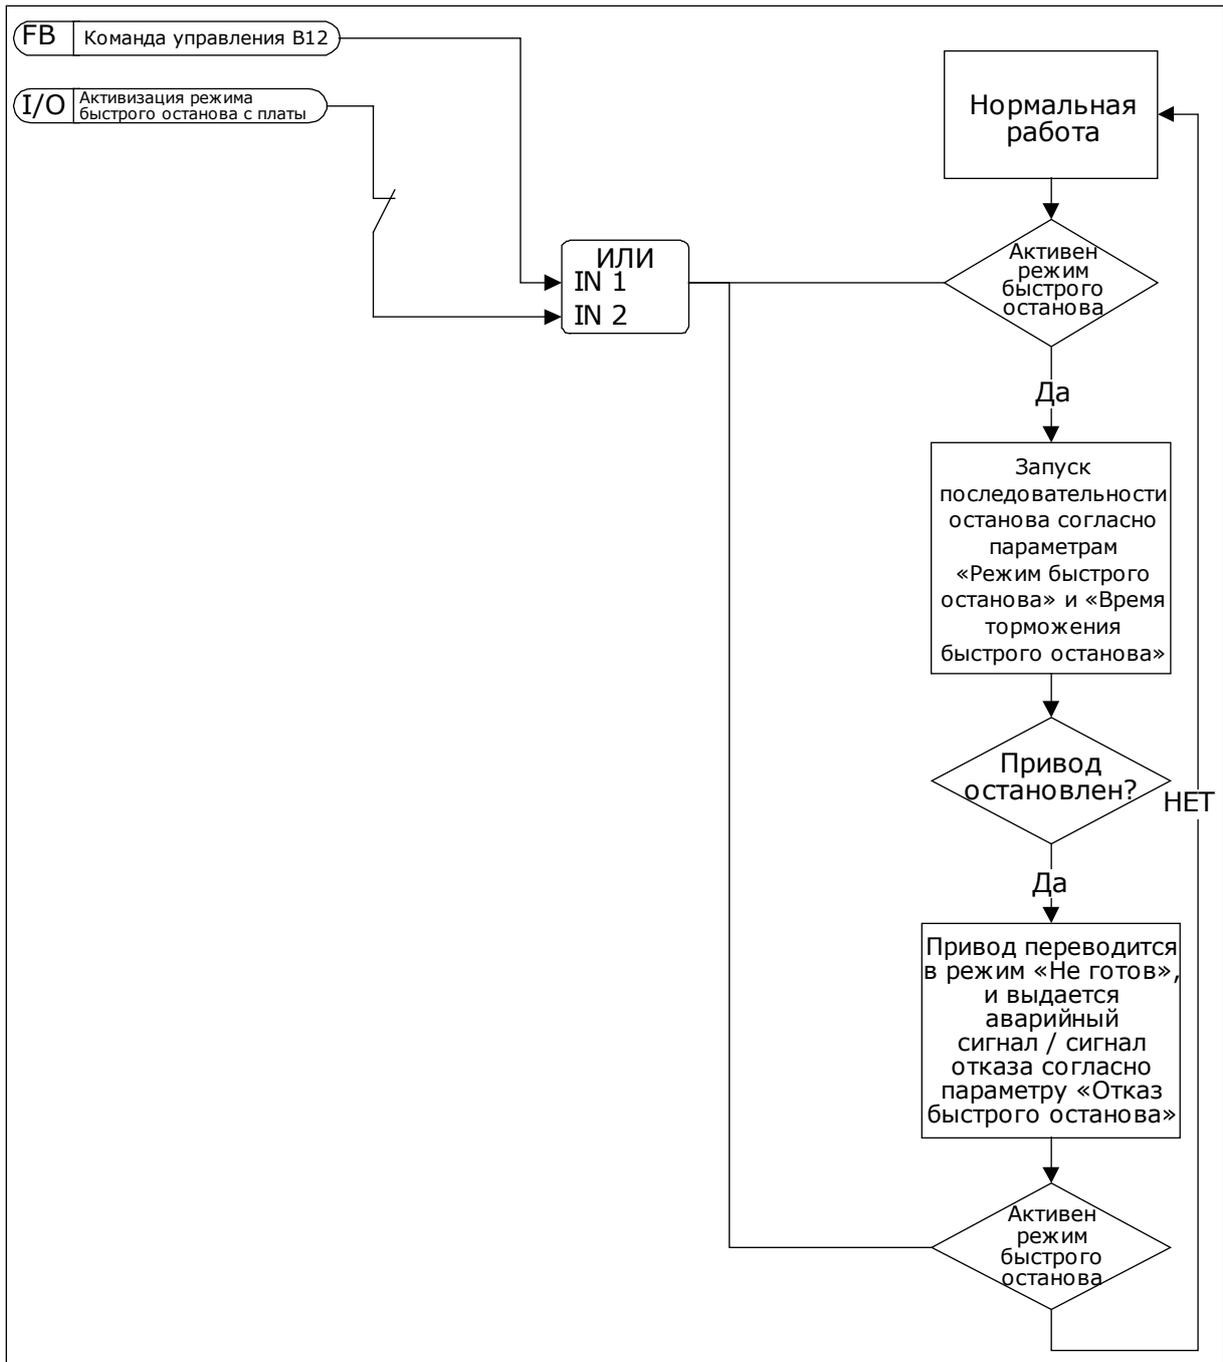 FB
Команда управления B12
I/O
Активизация режима
быстрого останова с платы
Нормальная
работа
ИЛИ
IN 1
IN 2
Активен
режим
быстрого
останова
Да
Запуск
последовательности
останова согласно
параметрам
«Режим быстрого
останова» и «Время
торможения
быстрого останова»
Привод
остановлен?
НЕТ
Да
Привод переводится
в режим «Не готов»,
и выдается
аварийный
сигнал / сигнал
отказа согласно
параметру «Отказ
быстрого останова»
Активен
режим
быстрого
останова